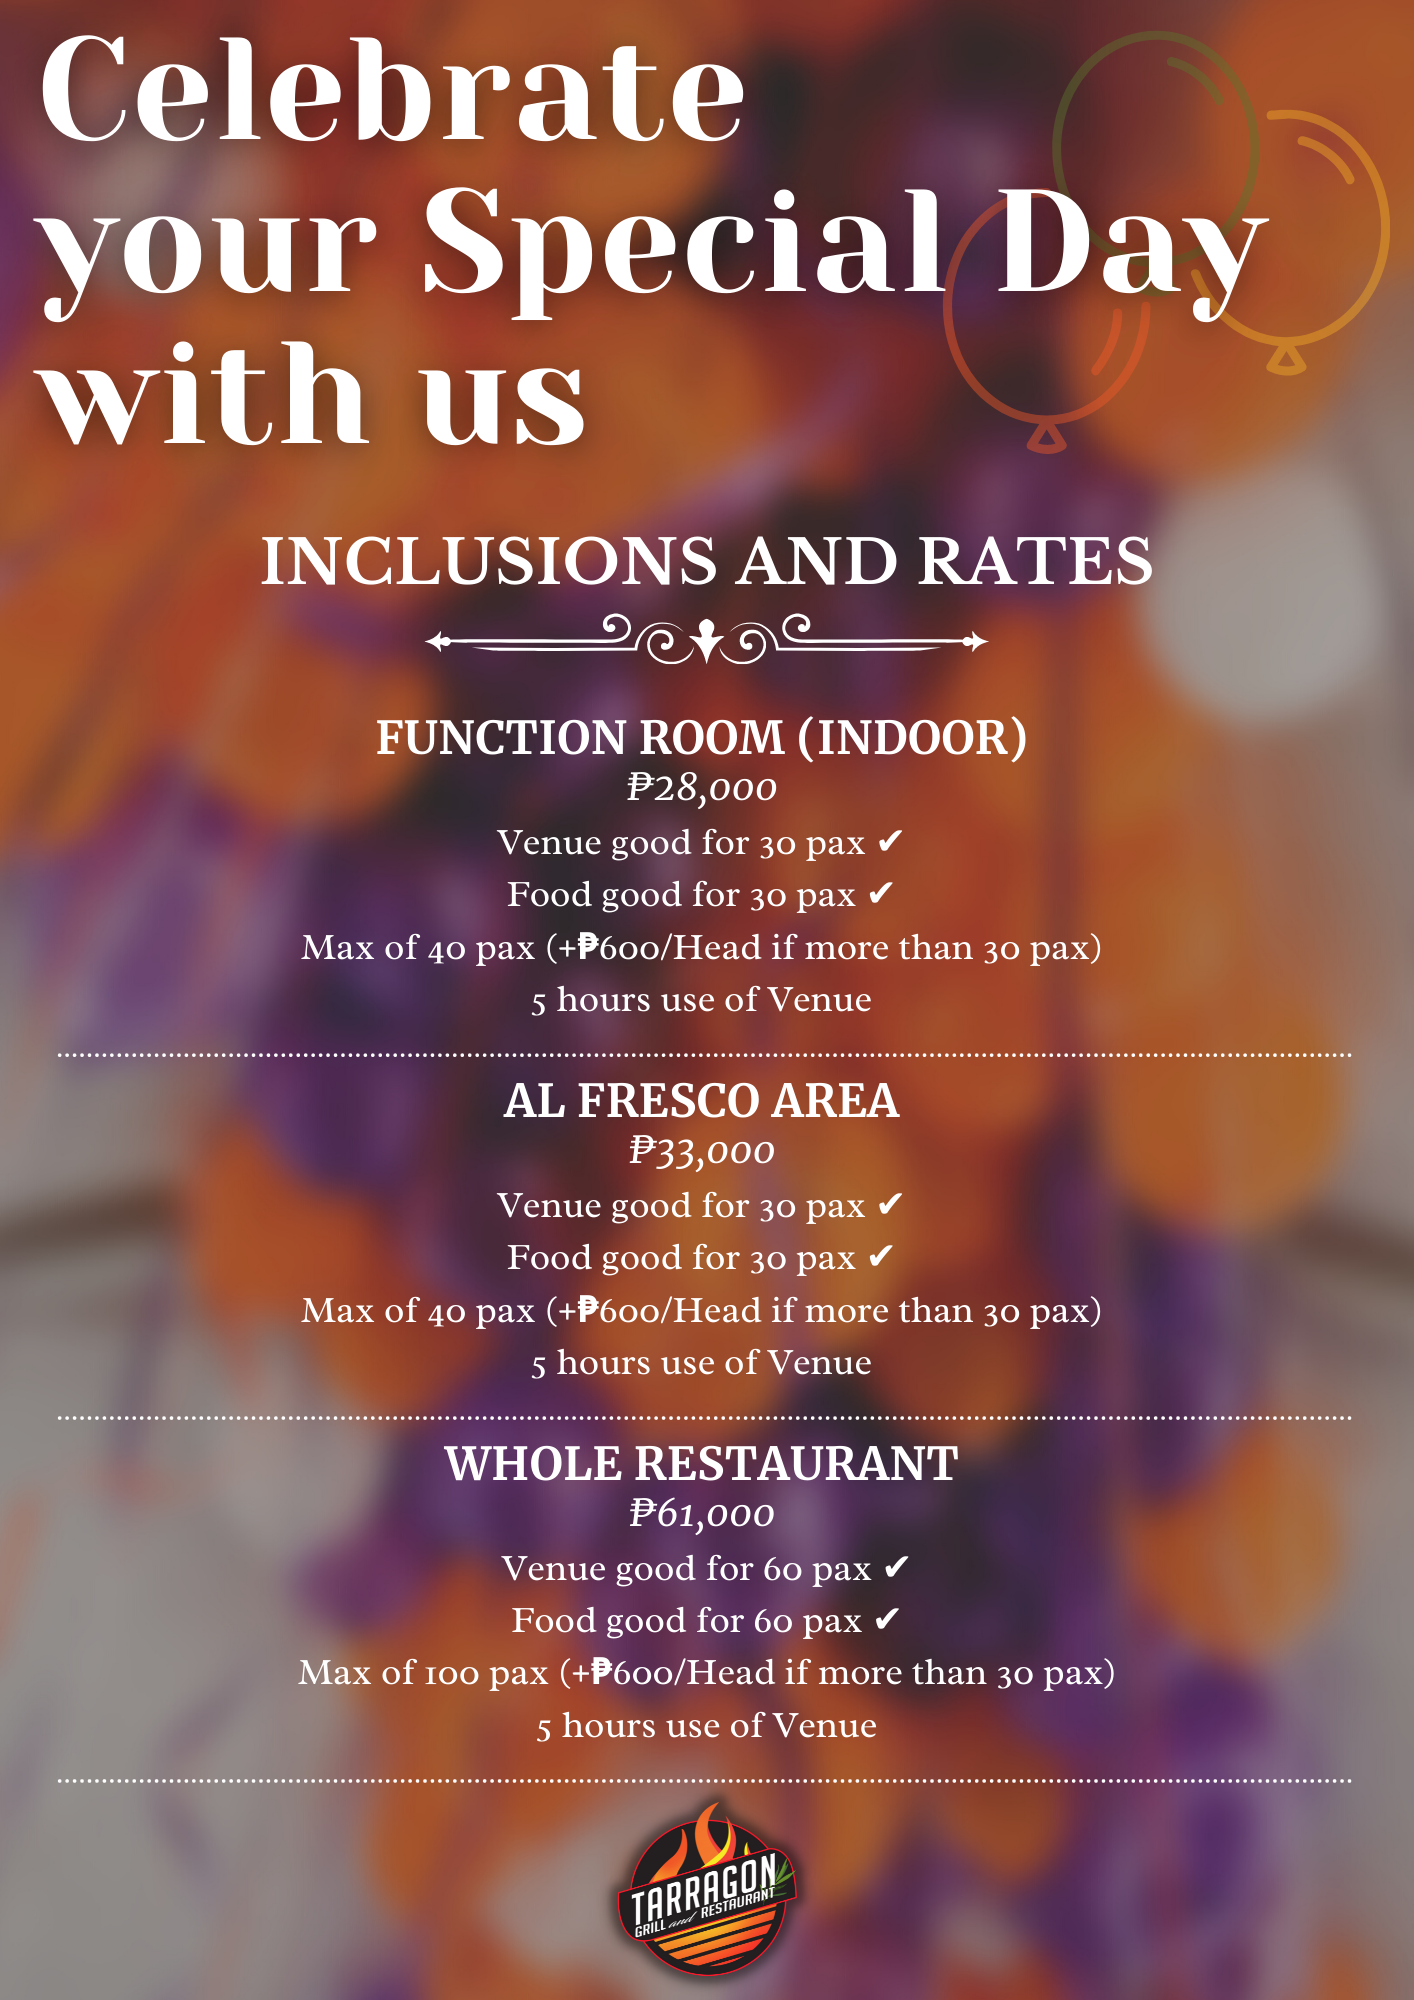 Celebrate
your Special Day
with us
INCLUSIONS AND RATES
FUNCTION ROOM (INDOOR)
₱28,000
Venue good for 30 pax ✔
Food good for 30 pax ✔
Max of 40 pax (+₱600/Head if more than 30 pax)
5 hours use of Venue
AL FRESCO AREA
₱33,000
Venue good for 30 pax ✔
Food good for 30 pax ✔
Max of 40 pax (+₱600/Head if more than 30 pax)
5 hours use of Venue
WHOLE RESTAURANT
₱61,000
Venue good for 60 pax ✔
Food good for 60 pax ✔
Max of 100 pax (+₱600/Head if more than 30 pax)
5 hours use of Venue
TARRAGON
GRILL and RESTAURANT